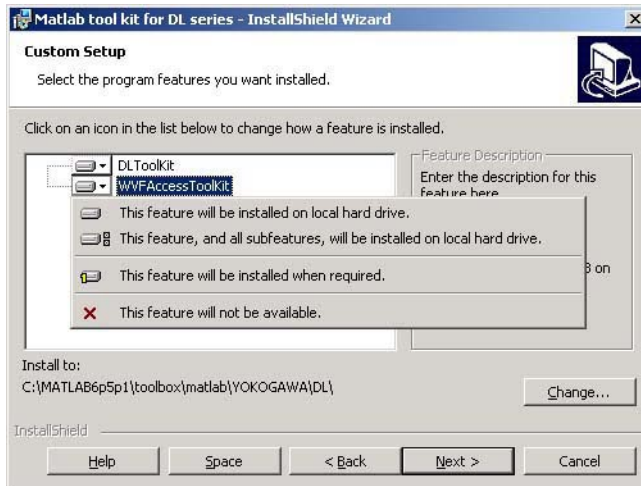 Matlab tool kit for DL series - InstallShield Wizard
Custom Setup
Select the program features you want installed.
Click on an icon in the list below to change how a feature is installed.
DLToolKit
WVFAccessToolKit
Feature Description
Enter the description for this
feature here
This feature will be installed on local hard drive.
This feature, and all subfeatures, will be installed on local hard drive.
This feature will be installed when required.
on
This feature will not be available.
Install to:
C:\MATLAB6p5p1\toolbox\matlab\YOKOGAWA\DL\
Change...
InstallShield
Help
Space
< Back
Next >
Cancel